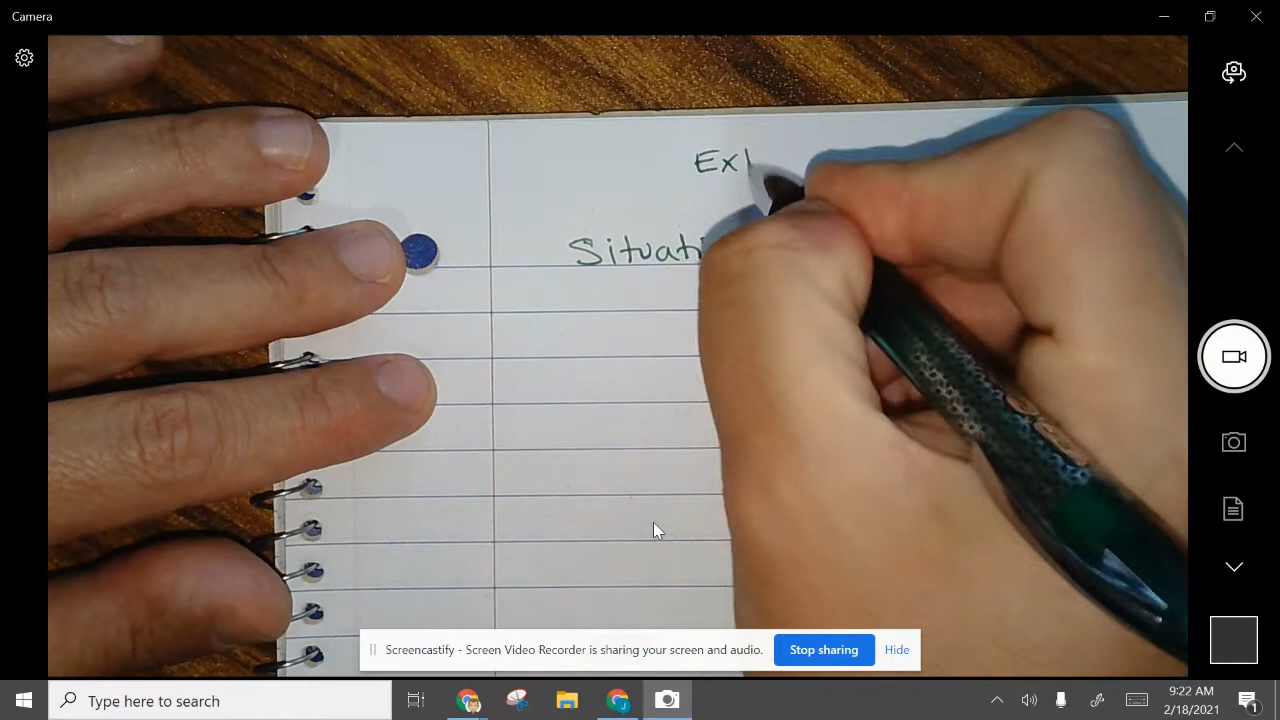 Camera
Ex
Situati
Screencastify - Screen Video Recorder is sharing your screen and audio.
Stop sharing
Hide
Type here to search
9:22 AM
2/18/2021
1